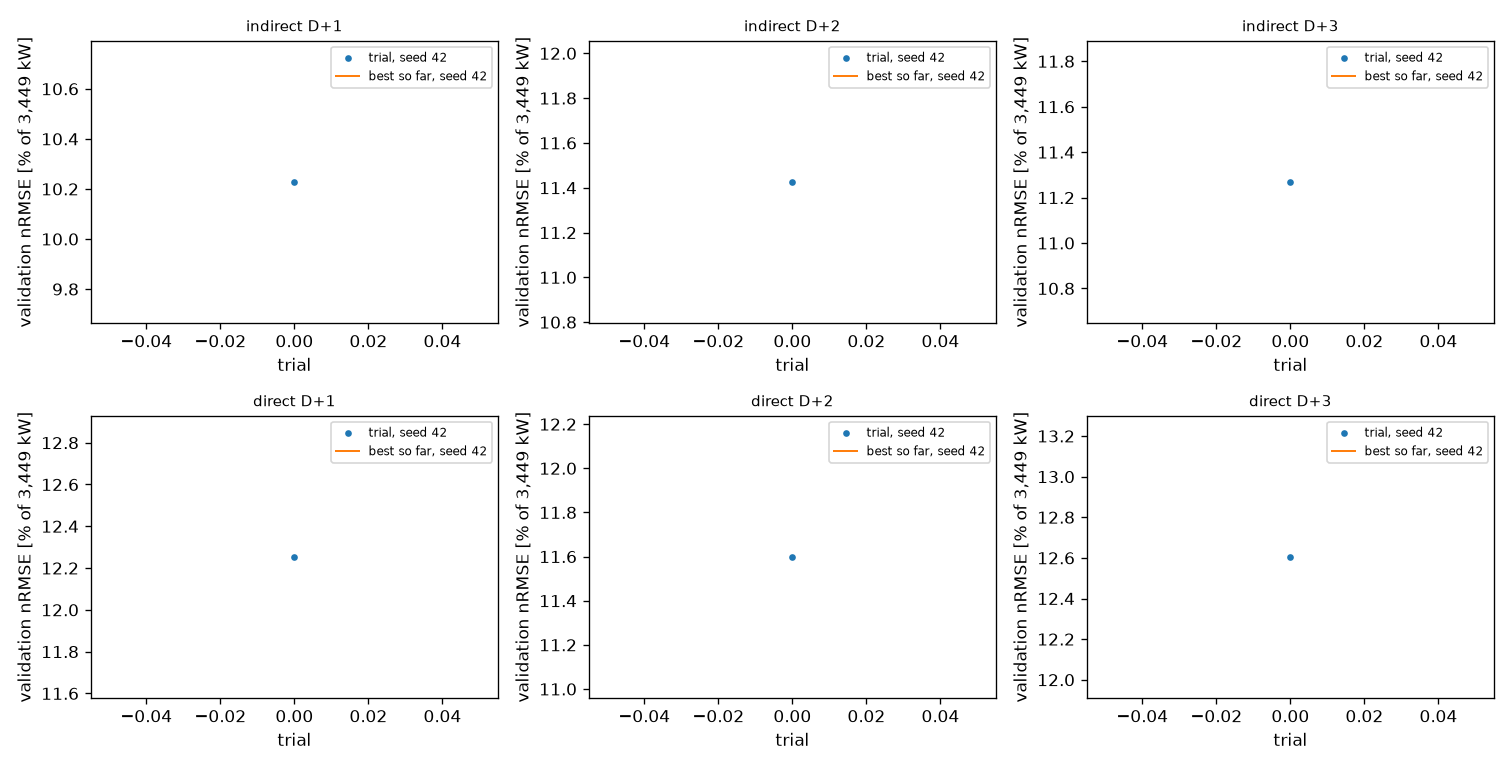 indirect D+1
validation nRMSE [% of 3,449 kW]
10.6
10.4
10.2
10.0
9.8
trial, seed 42
best so far, seed 42
−0.04 −0.02 0.00 0.02 0.04
trial
indirect D+2
validation nRMSE [% of 3,449 kW]
12.0
11.8
11.6
11.4
11.2
11.0
10.8
trial, seed 42
best so far, seed 42
−0.04 −0.02 0.00 0.02 0.04
trial
indirect D+3
validation nRMSE [% of 3,449 kW]
11.8
11.6
11.4
11.2
11.0
10.8
trial, seed 42
best so far, seed 42
−0.04 −0.02 0.00 0.02 0.04
trial
direct D+1
validation nRMSE [% of 3,449 kW]
12.8
12.6
12.4
12.2
12.0
11.8
11.6
trial, seed 42
best so far, seed 42
−0.04 −0.02 0.00 0.02 0.04
trial
direct D+2
validation nRMSE [% of 3,449 kW]
12.2
12.0
11.8
11.6
11.4
11.2
11.0
trial, seed 42
best so far, seed 42
−0.04 −0.02 0.00 0.02 0.04
trial
direct D+3
validation nRMSE [% of 3,449 kW]
13.2
13.0
12.8
12.6
12.4
12.2
12.0
trial, seed 42
best so far, seed 42
−0.04 −0.02 0.00 0.02 0.04
trial